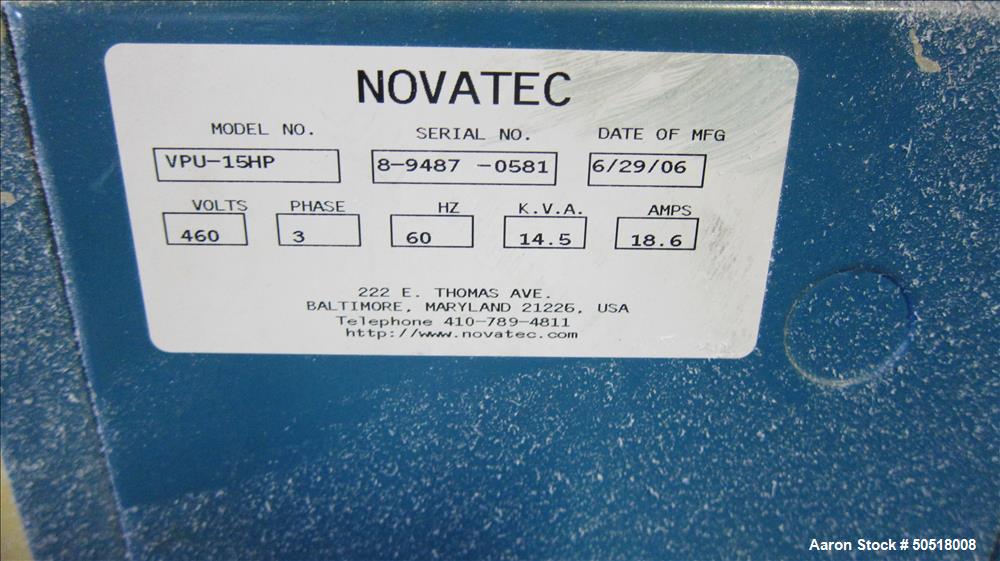 NOVATEC
MODEL NO. SERIAL NO. DATE OF MFG
VPU-15HP 8-9487 -0581 6/29/06
VOLTS PHASE HZ K.V.A. AMPS
460 3 60 14.5 18.6
222 E. THOMAS AVE.
BALTIMORE, MARYLAND 21225, USA
Telephone 410-789-4811
http://www.novatec.com
Aaron Stock # 50518008